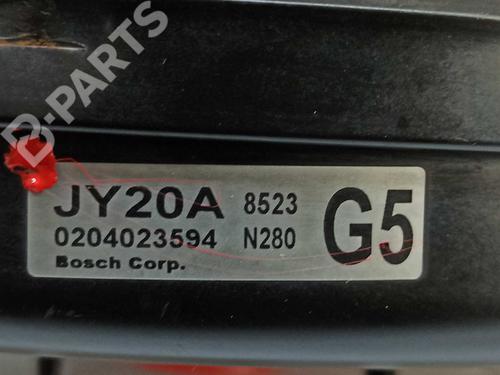 B-PARTS
JY20A 8523
0204023594 N280
G5
Bosch Corp.